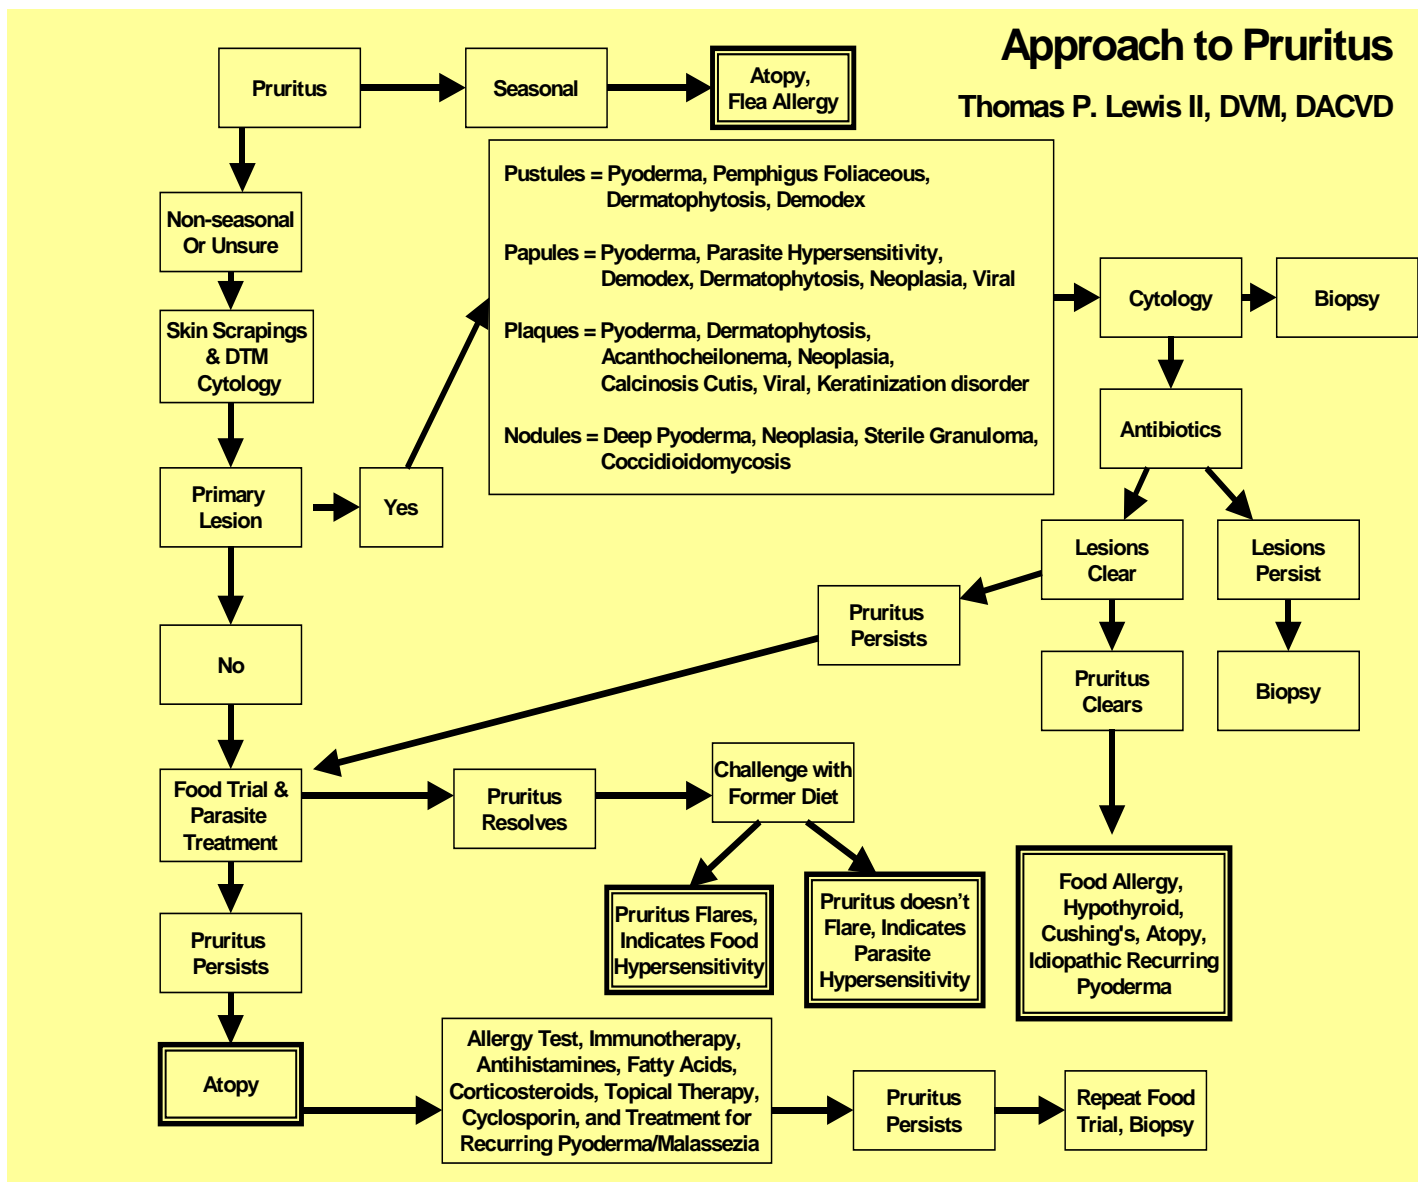 Approach to Pruritus
Thomas P. Lewis II, DVM, DACVD
Pruritus
Seasonal
Atopy,
Flea Allergy
Non-seasonal
Or Unsure
Skin Scrapings
& DTM
Cytology
Primary
Lesion
Yes
Pustules = Pyoderma, Pemphigus Foliaceous,
Dermatophytosis, Demodex
Papules = Pyoderma, Parasite Hypersensitivity,
Demodex, Dermatophytosis, Neoplasia, Viral
Plaques = Pyoderma, Dermatophytosis,
Acanthocheilonema, Neoplasia,
Calcinosis Cutis, Viral, Keratinization disorder
Nodules = Deep Pyoderma, Neoplasia, Sterile Granuloma,
Coccidioidomycosis
Cytology
Biopsy
Antibiotics
Lesions
Clear
Lesions
Persist
Pruritus
Persists
Pruritus
Clears
Biopsy
No
Food Trial &
Parasite
Treatment
Pruritus
Resolves
Challenge with
Former Diet
Pruritus Flares,
Indicates Food
Hypersensitivity
Pruritus doesn't
Flare, Indicates
Parasite
Hypersensitivity
Food Allergy,
Hypothyroid,
Cushing's, Atopy,
Idiopathic Recurring
Pyoderma
Pruritus
Persists
Atopy
Allergy Test, Immunotherapy,
Antihistamines, Fatty Acids,
Corticosteroids, Topical Therapy,
Cyclosporin, and Treatment for
Recurring Pyoderma/Malassezia
Pruritus
Persists
Repeat Food
Trial, Biopsy